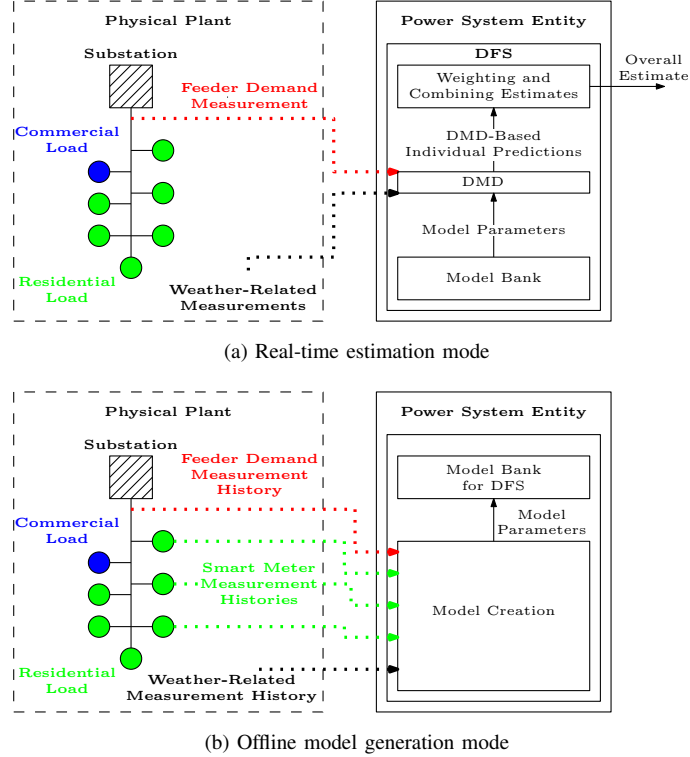 Physical Plant
Substation
Feeder Demand
Measurement
Commercial
Load
Residential
Load
Weather-Related
Measurements
Power System Entity
DFS
Weighting and
Combining Estimates
Overall
Estimate
DMD-Based
Individual Predictions
DMD
Model Parameters
Model Bank
(a) Real-time estimation mode
Physical Plant
Substation
Feeder Demand
Measurement
History
Commercial
Load
Smart Meter
Measurement
Histories
Residential
Load
Weather-Related
Measurement History
Power System Entity
Model Bank
for DFS
Model
Parameters
Model Creation
(b) Offline model generation mode